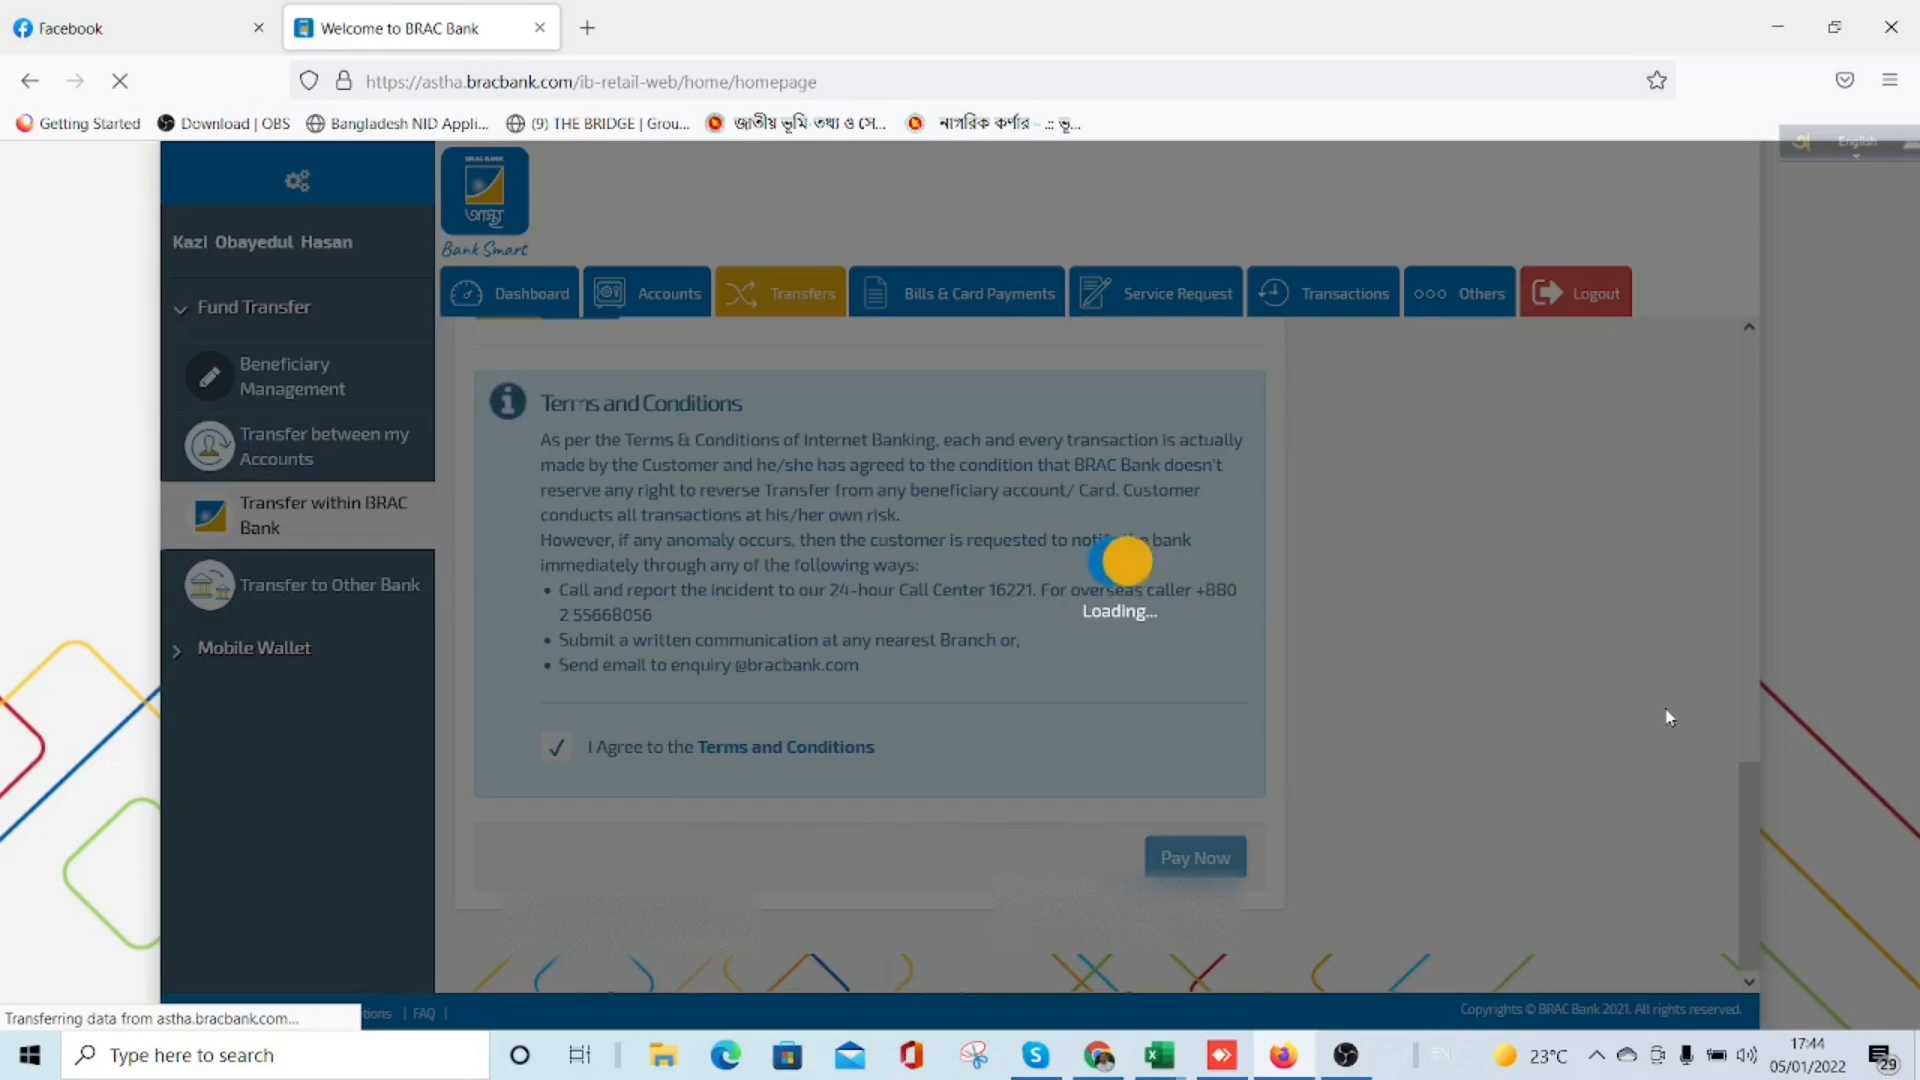 Facebook
Welcome to BRAC Bank
https://astha.bracbank.com/ib-retail-web/home/homepage
Getting Started
Download | OBS
Bangladesh NID Appli...
(9) THE BRIDGE | Grou...
জাতীয় ভূমি-তথ্য ও সে...
নাগরিক কর্ণার - :: ভূ...
অ English
BRAC BANK
আস্থা
Bank Smart
Kazi Obayedul Hasan
Dashboard
Accounts
Transfers
Bills & Card Payments
Service Request
Transactions
Others
Logout
Fund Transfer
Beneficiary
Management
Transfer between my
Accounts
Transfer within BRAC
Bank
Transfer to Other Bank
Mobile Wallet
Terms and Conditions
As per the Terms & Conditions of Internet Banking, each and every transaction is actually
made by the Customer and he/she has agreed to the condition that BRAC Bank doesn't
reserve any right to reverse Transfer from any beneficiary account/ Card. Customer
conducts all transactions at his/her own risk.
However, if any anomaly occurs, then the customer is requested to bank
immediately through any of the following ways:
• Call and report the incident to our 24-hour Call Center 16221. For overseas caller +880
2 55668056
• Submit a written communication at any nearest Branch or,
• Send email to enquiry @bracbank.com
Loading...
I Agree to the Terms and Conditions
Pay Now
| FAQ |
Copyrights © BRAC Bank 2021. All rights reserved.
Transferring data from astha.bracbank.com...
Type here to search
EN
23°C
17:44
05/01/2022
29